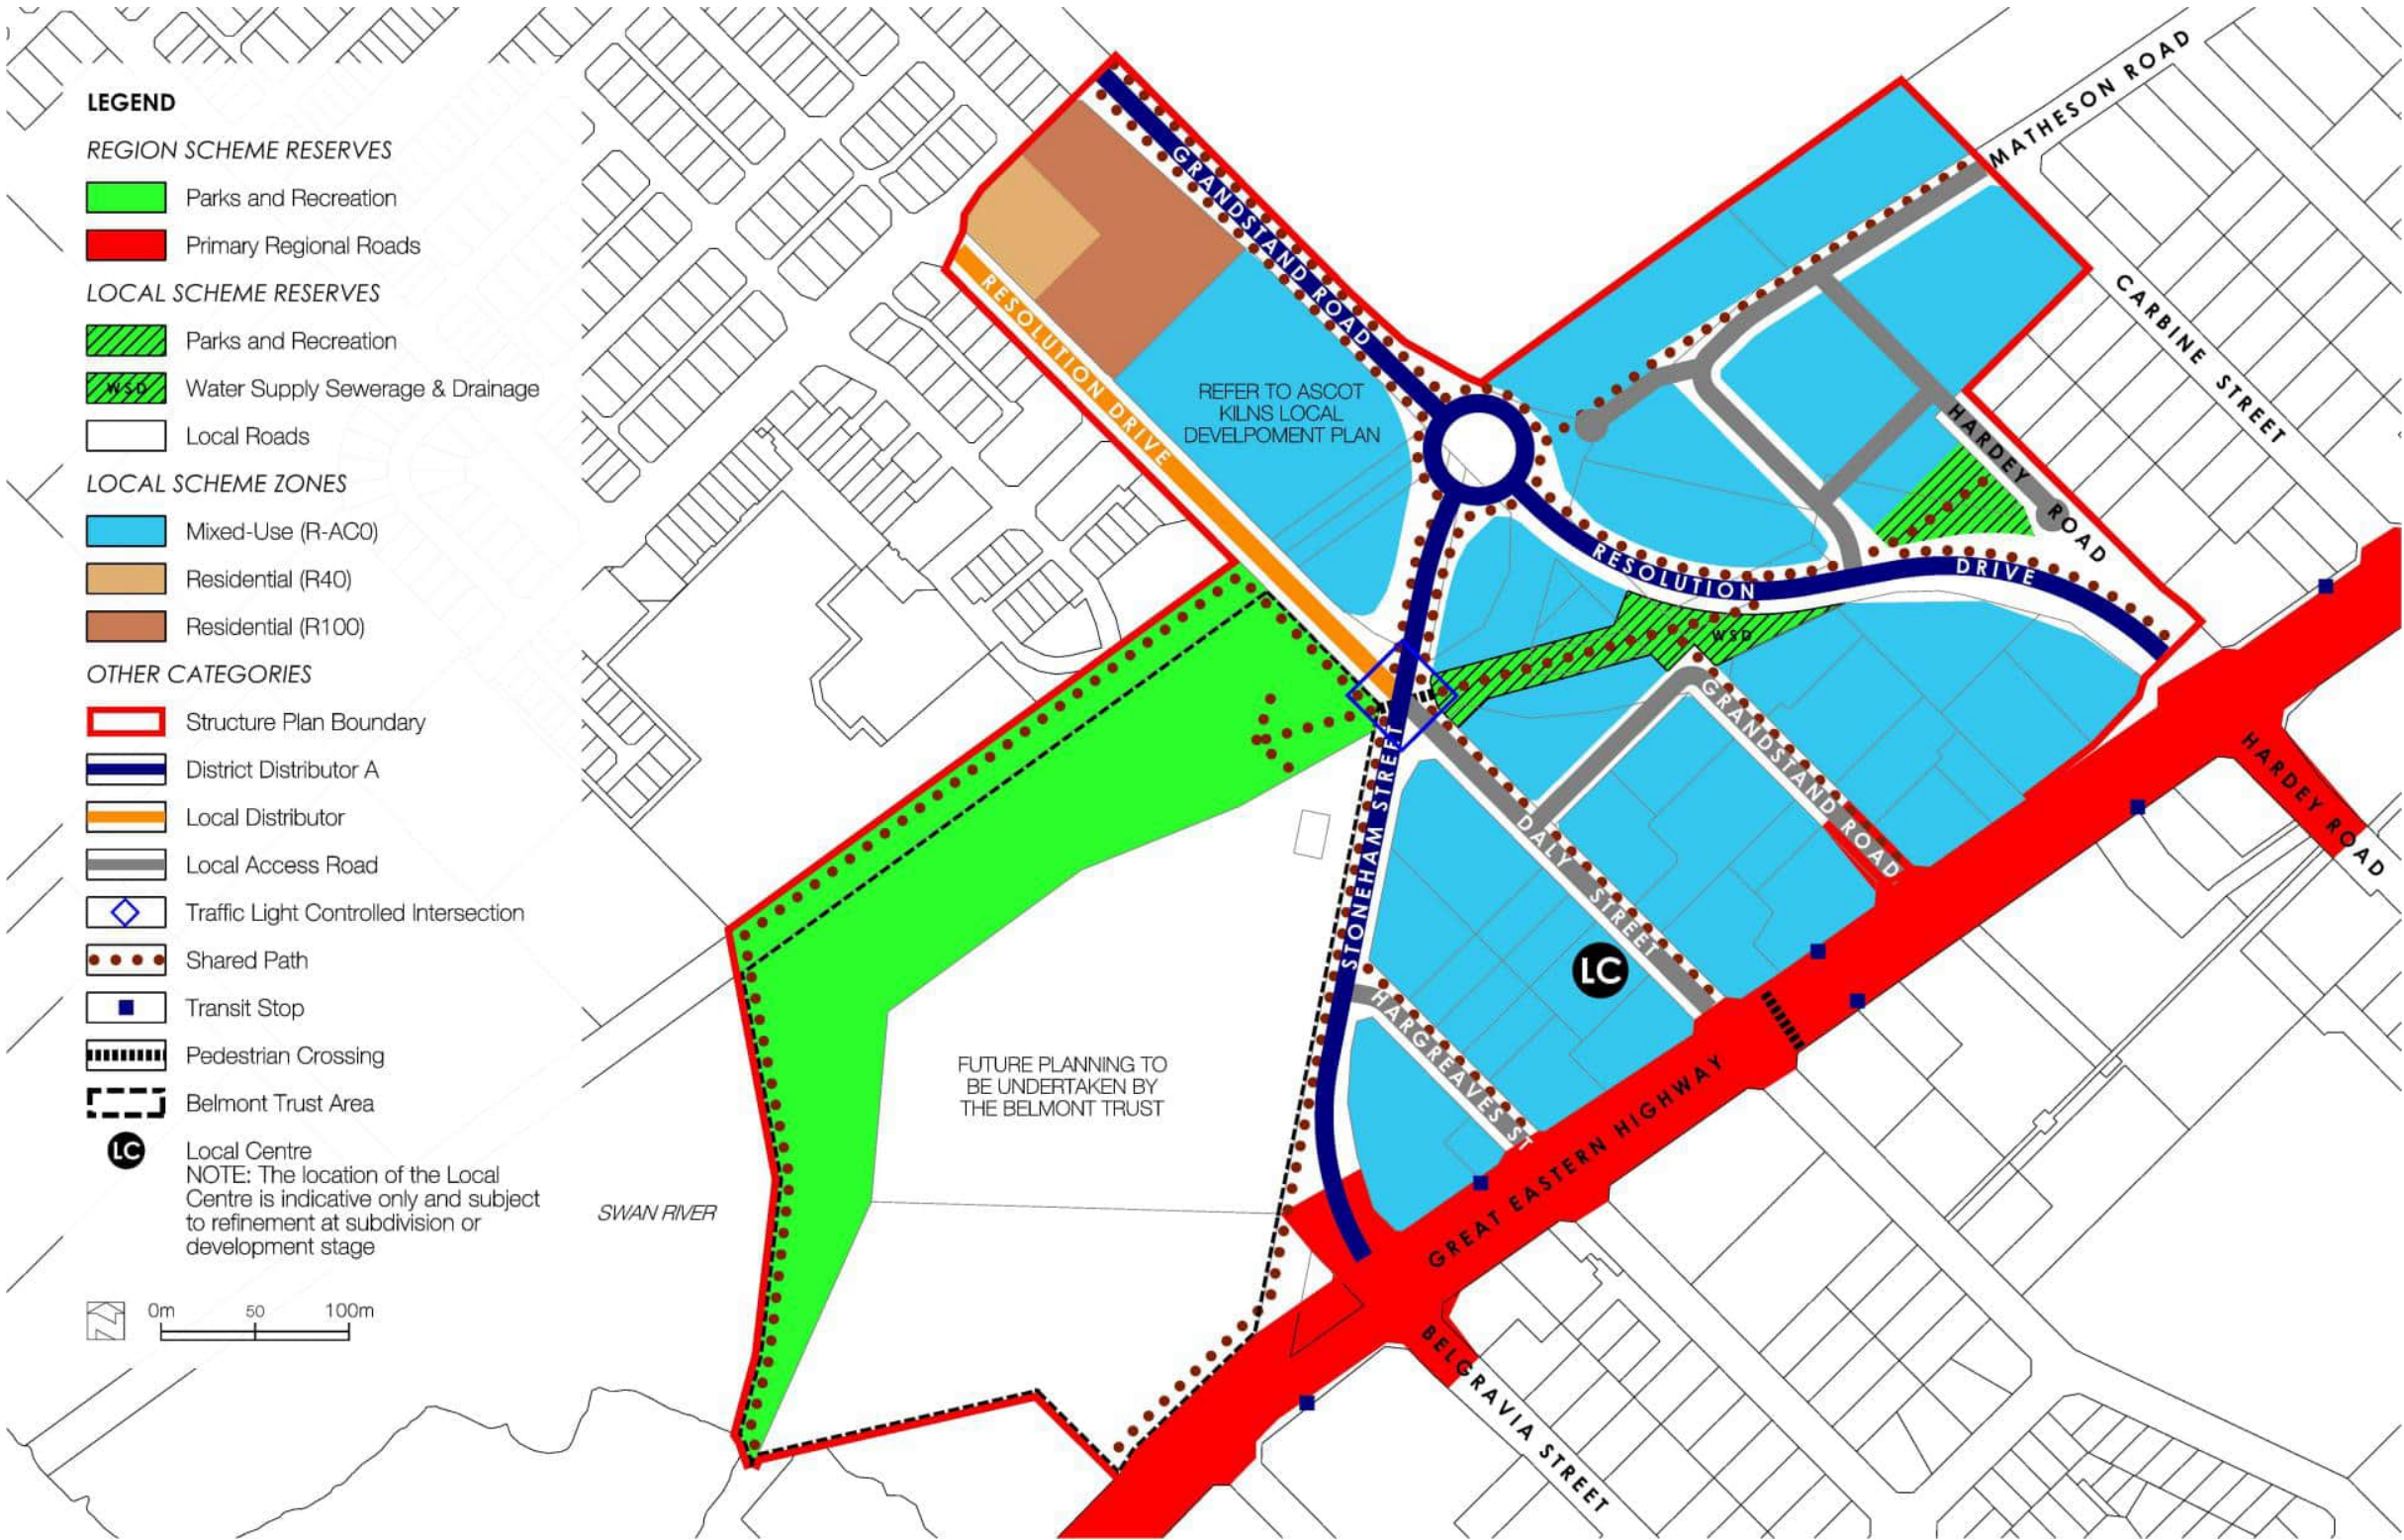 LEGEND
REGION SCHEME RESERVES
Parks and Recreation
Primary Regional Roads
LOCAL SCHEME RESERVES
Parks and Recreation
WSD
Water Supply Sewerage & Drainage
Local Roads
LOCAL SCHEME ZONES
Mixed-Use (R-AC0)
Residential (R40)
Residential (R100)
OTHER CATEGORIES
Structure Plan Boundary
District Distributor A
Local Distributor
Local Access Road
Traffic Light Controlled Intersection
Shared Path
Transit Stop
Pedestrian Crossing
Belmont Trust Area
LC
Local Centre
NOTE: The location of the Local
Centre is indicative only and subject
to refinement at subdivision or
development stage
N
0m 50 100m
GRANDSTAND ROAD
MATHESON ROAD
RESOLUTION DRIVE
REFER TO ASCOT
KILNS LOCAL
DEVELPOMENT PLAN
CARBINE STREET
HARDEY ROAD
RESOLUTION DRIVE
WSD
GRANDSTAND ROAD
STONEHAM STREET
DALY STREET
HARDEY ROAD
LC
HARGREAVES ST
FUTURE PLANNING TO
BE UNDERTAKEN BY
THE BELMONT TRUST
SWAN RIVER
GREAT EASTERN HIGHWAY
BELGRAVIA STREET